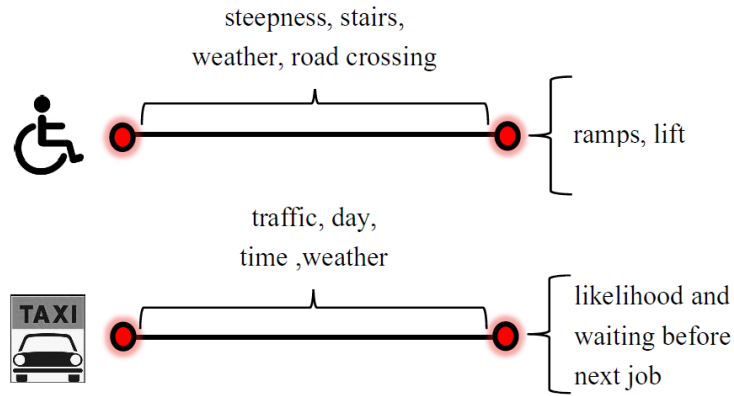 steepness, stairs,
weather, road crossing
ramps, lift
traffic, day,
time ,weather
TAXI
likelihood and
waiting before
next job